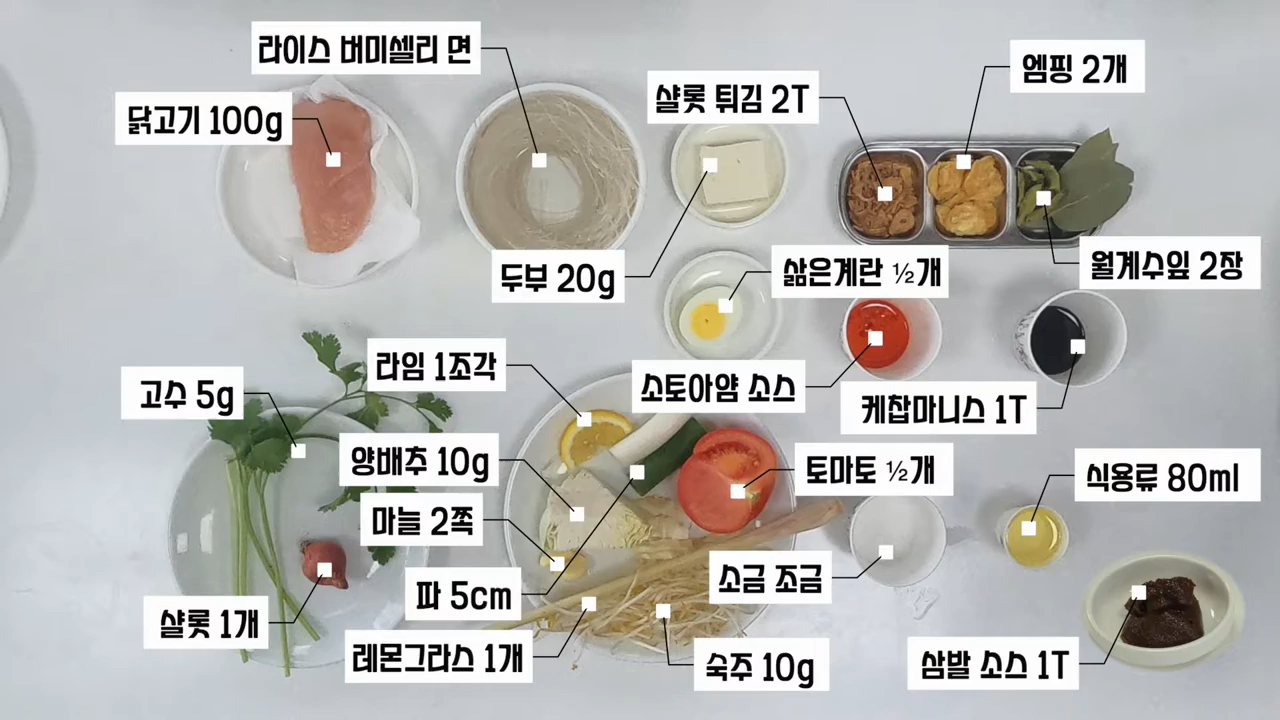 라이스 버미셀리 면
엠핑 2개
닭고기 100g
샬롯 튀김 2T
두부 20g
삶은계란 ½개
월계수잎 2장
라임 1조각
소토아얌 소스
고수 5g
케찹마니스 1T
양배추 10g
토마토 ½개
식용류 80ml
마늘 2쪽
파 5cm
소금 조금
샬롯 1개
레몬그라스 1개
숙주 10g
삼발 소스 1T